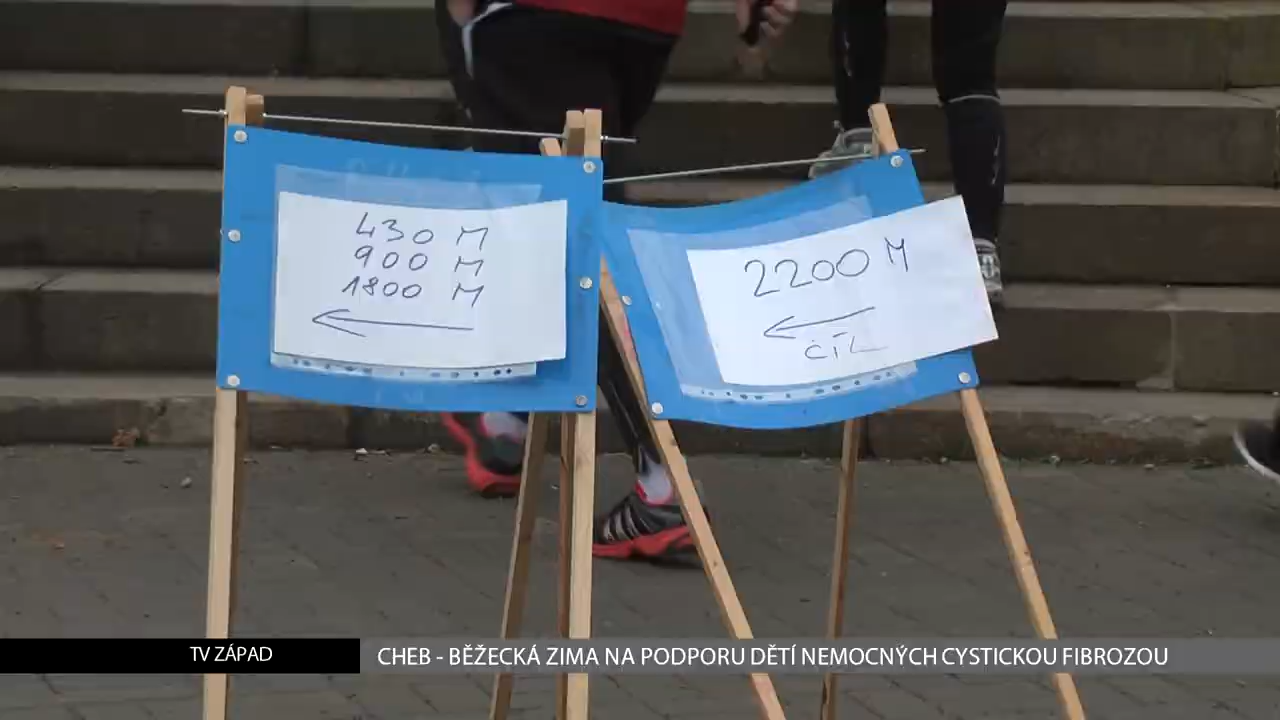 430 M
900 M
1800 M
2200 M
CÍL
TV ZÁPAD
CHEB - BĚŽECKÁ ZIMA NA PODPORU DĚTÍ NEMOCNÝCH CYSTICKOU FIBROZOU